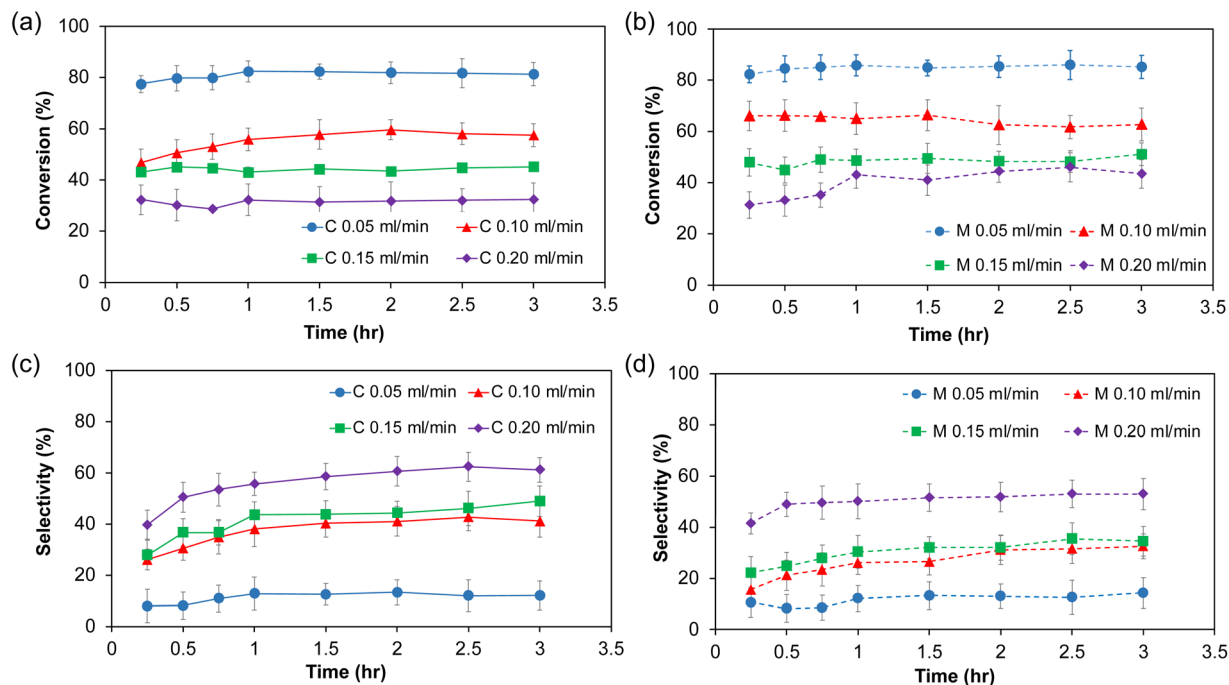 (a)
100
80
60
40
20
0
Conversion (%)
C 0.05 ml/min
C 0.10 ml/min
C 0.15 ml/min
C 0.20 ml/min
0 0.5 1 1.5 2 2.5 3 3.5
Time (hr)
(b)
100
80
60
40
20
0
Conversion (%)
M 0.05 ml/min
M 0.10 ml/min
M 0.15 ml/min
M 0.20 ml/min
0 0.5 1 1.5 2 2.5 3 3.5
Time (hr)
(c)
100
80
60
40
20
0
Selectivity (%)
C 0.05 ml/min
C 0.10 ml/min
C 0.15 ml/min
C 0.20 ml/min
0 0.5 1 1.5 2 2.5 3 3.5
Time (hr)
(d)
100
80
60
40
20
0
Selectivity (%)
M 0.05 ml/min
M 0.10 ml/min
M 0.15 ml/min
M 0.20 ml/min
0 0.5 1 1.5 2 2.5 3 3.5
Time (hr)